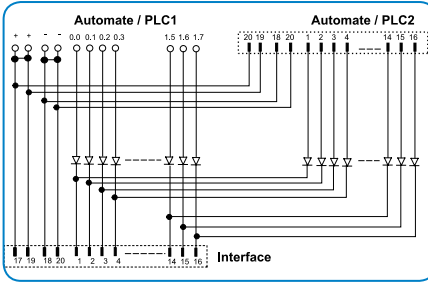 Automate / PLC1
Automate / PLC2
+ + - - 0.0 0.1 0.2 0.3 1.5 1.6 1.7
20 19 18 20 1 2 3 4 14 15 16
Interface
17 19 18 20 1 2 3 4 14 15 16